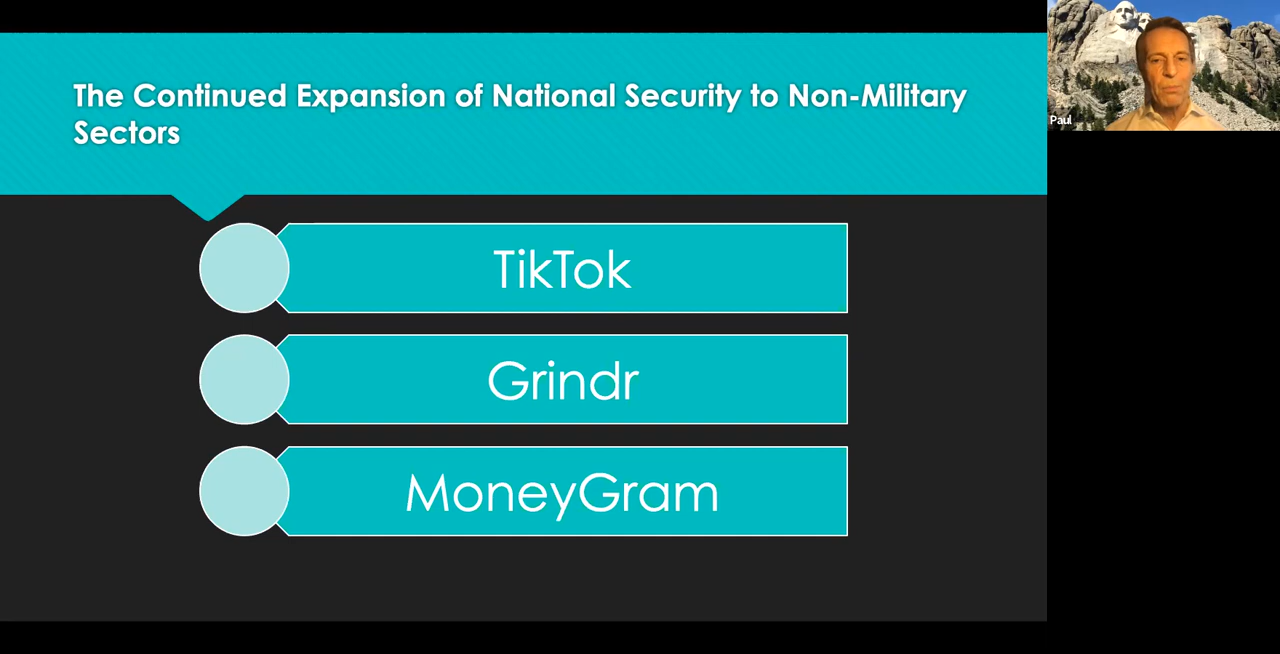 The Continued Expansion of National Security to Non-Military
Sectors
Paul
TikTok
Grindr
MoneyGram